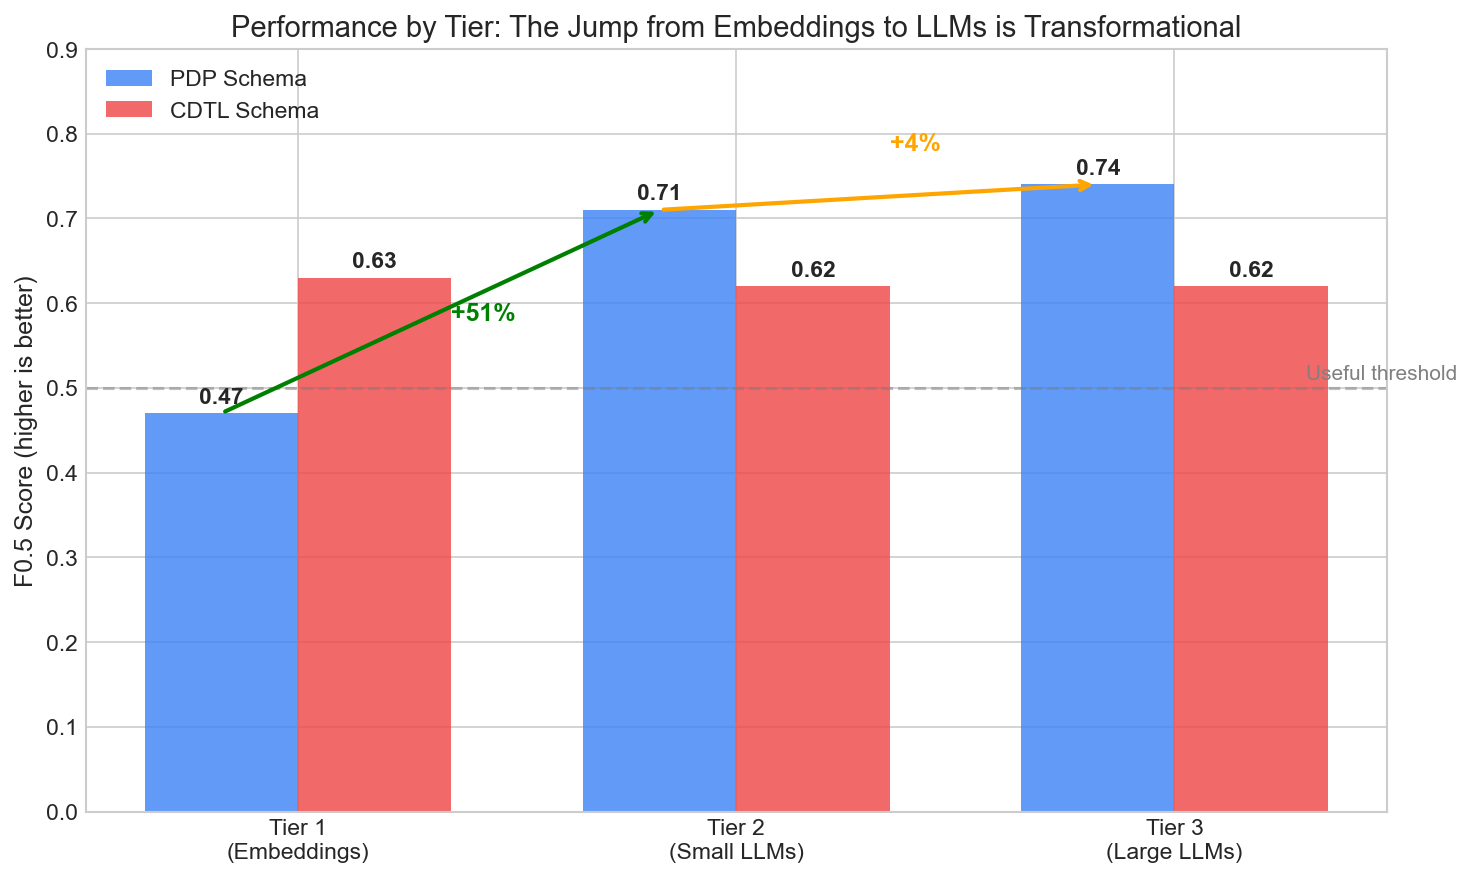 Performance by Tier: The Jump from Embeddings to LLMs is Transformational
PDP Schema
CDTL Schema
F0.5 Score (higher is better)
0.9
0.8
0.7
0.6
0.5
0.4
0.3
0.2
0.1
0.0
0.47
0.63
+51%
0.71
0.62
+4%
0.74
0.62
Useful threshold
Tier 1
(Embeddings)
Tier 2
(Small LLMs)
Tier 3
(Large LLMs)